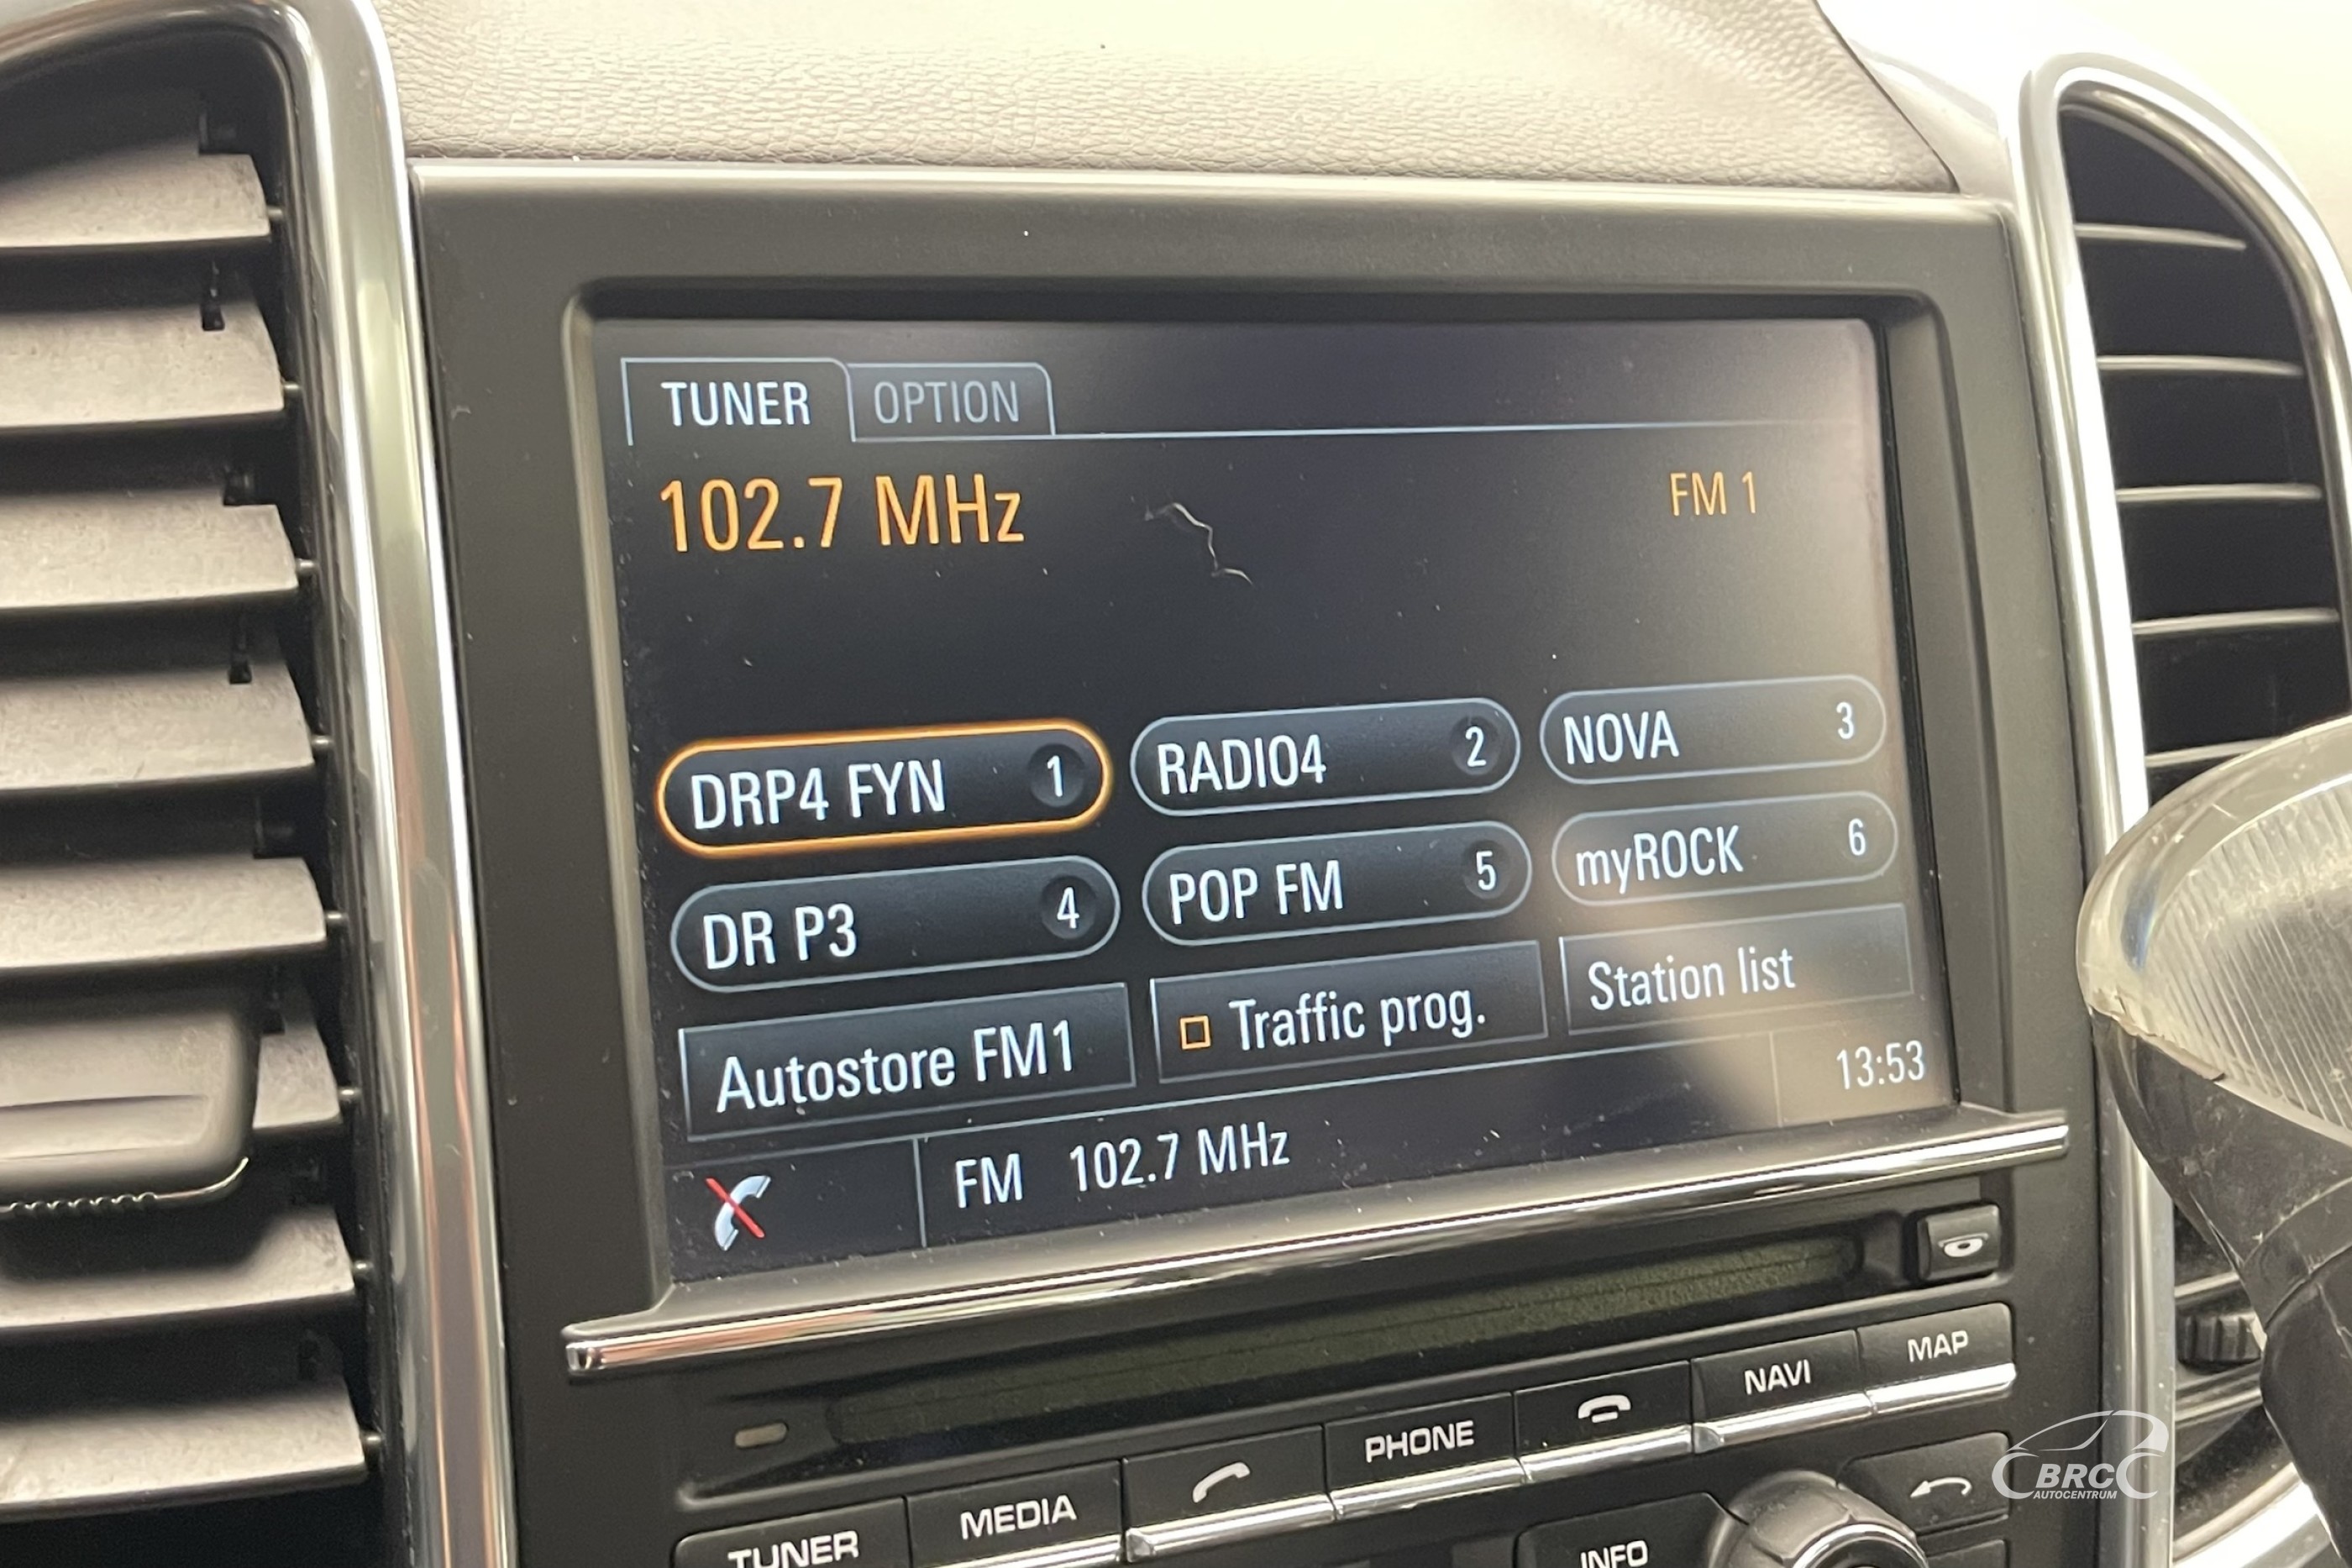 TUNER OPTION
102.7 MHz FM 1
DRP4 FYN 1 RADIO4 2 NOVA 3
DR P3 4 POP FM 5 myROCK 6
Autostore FM1 Traffic prog. Station list
FM 102.7 MHz 13:53
TUNER MEDIA PHONE NAVI MAP
INFO
BRC
AUTOCENTRUM